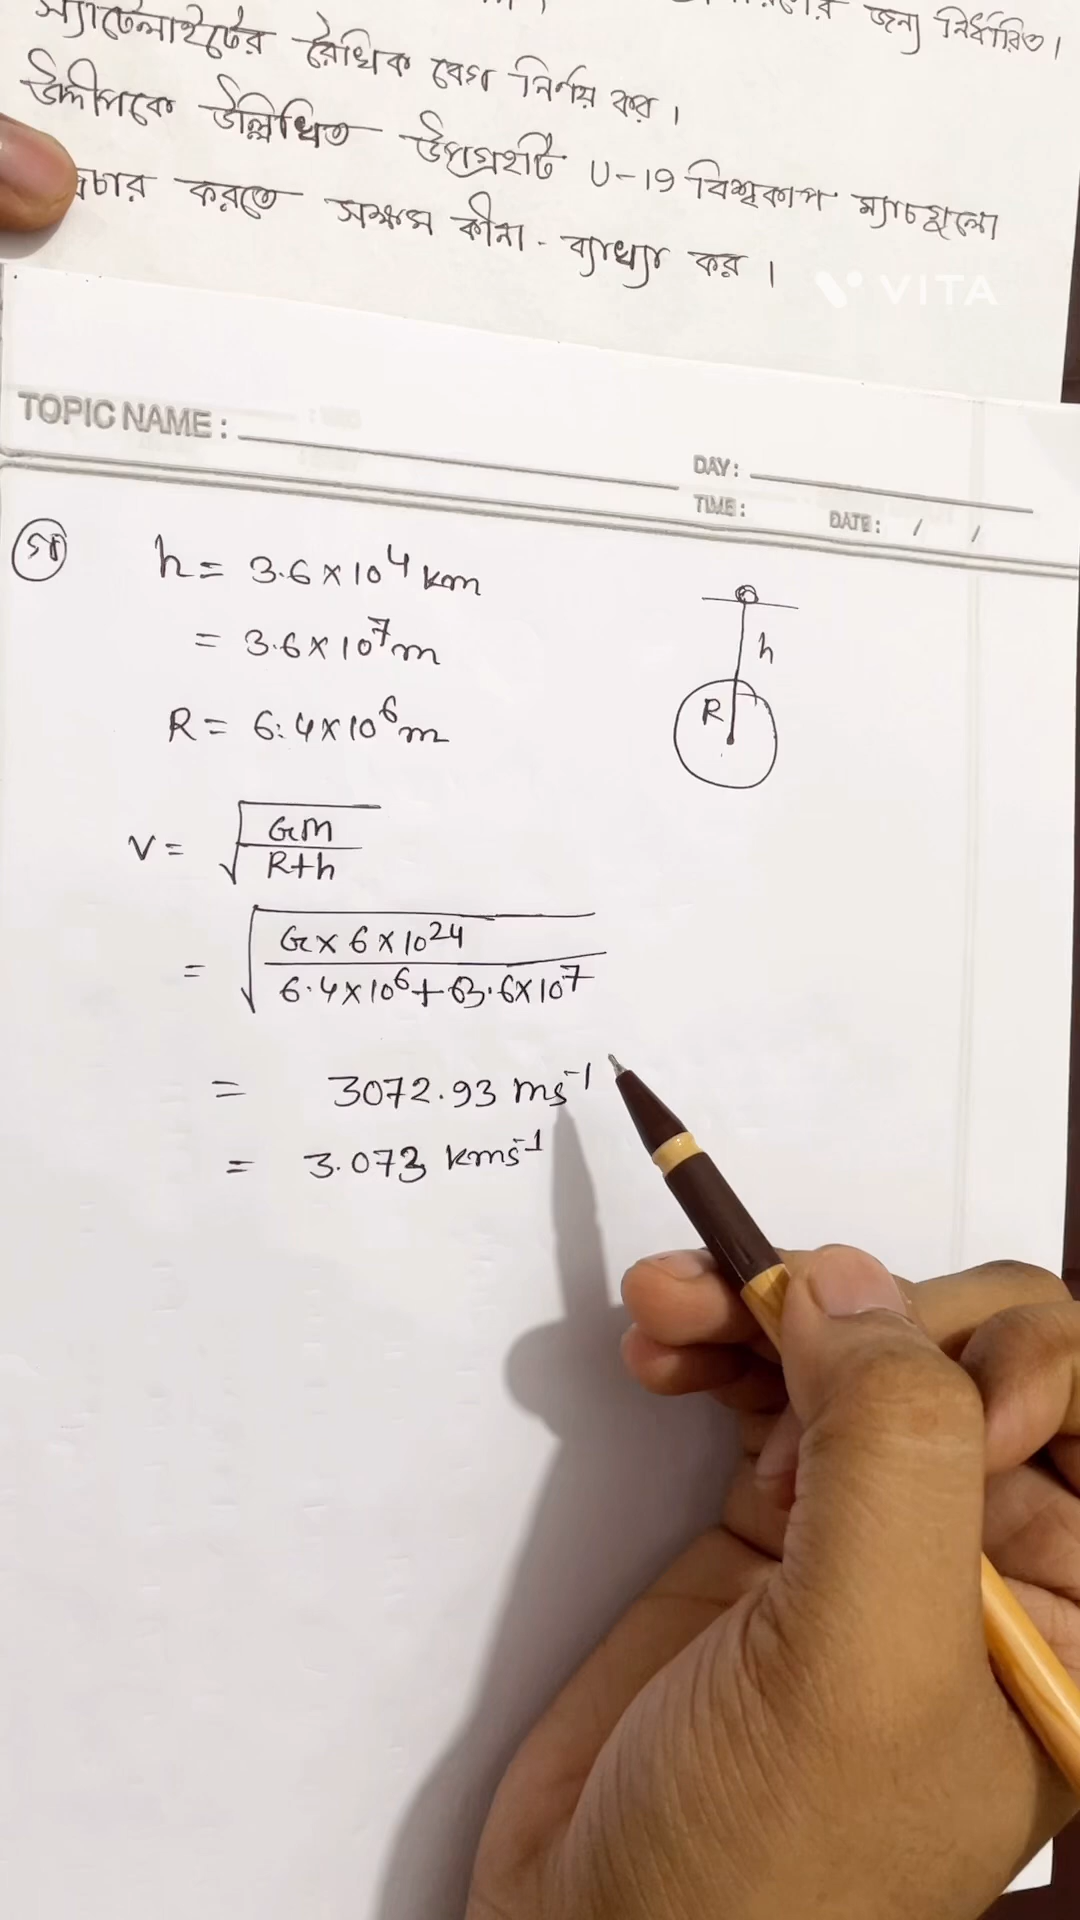 জন্য নির্ধারিত।
স্যাটেলাইটের রৈখিক বেগ নির্ণয় কর।
উদ্দীপকে উল্লিখিত উপগ্রহটি U-19 বিশ্বকাপ ম্যাচগুলো
চার করতে সক্ষম কীনা - ব্যাখ্যা কর।
VITA
TOPIC NAME :
DAY :
TIME :
DATE : / /
গ
h = 3.6 × 10⁴ km
= 3.6 × 10⁷ m
R = 6.4 × 10⁶ m
h
R
V = √(GM / R+h)
= √(G × 6 × 10²⁴ / 6.4 × 10⁶ + 3.6 × 10⁷)
= 3072.93 ms⁻¹
= 3.073 kms⁻¹